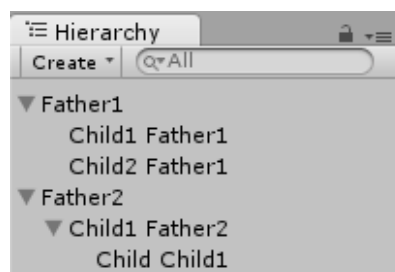 Hierarchy
Create All
Father1
Child1 Father1
Child2 Father1
Father2
Child1 Father2
Child Child1